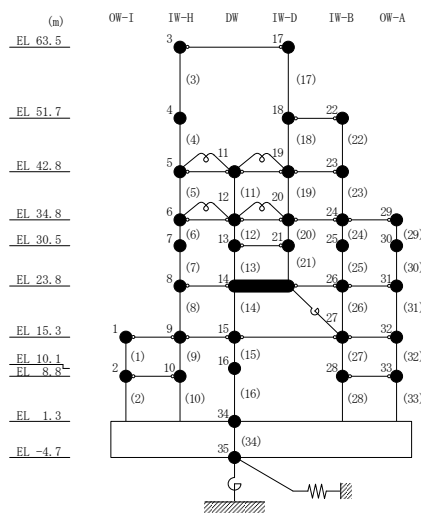 (m) OW-I IW-H DW IW-D IW-B OW-A
EL 63.5 3 17
(3) (17)
EL 51.7 4 18 22
(4) (18) (22)
EL 42.8 5 11 19 23
(5) (11) (19) (23)
EL 34.8 6 12 20 24 29
(6) (12) (20) (24) (29)
EL 30.5 7 13 21 25 30
(7) (13) (21) (25) (30)
EL 23.8 8 14 26 31
(8) (14) (26) (31)
27
EL 15.3 1 9 15 32
(1) (9) (15) (27) (32)
EL 10.1 16
EL 8.8 2 10 28 33
(2) (10) (16) (28) (33)
EL 1.3 34
(34)
EL -4.7 35